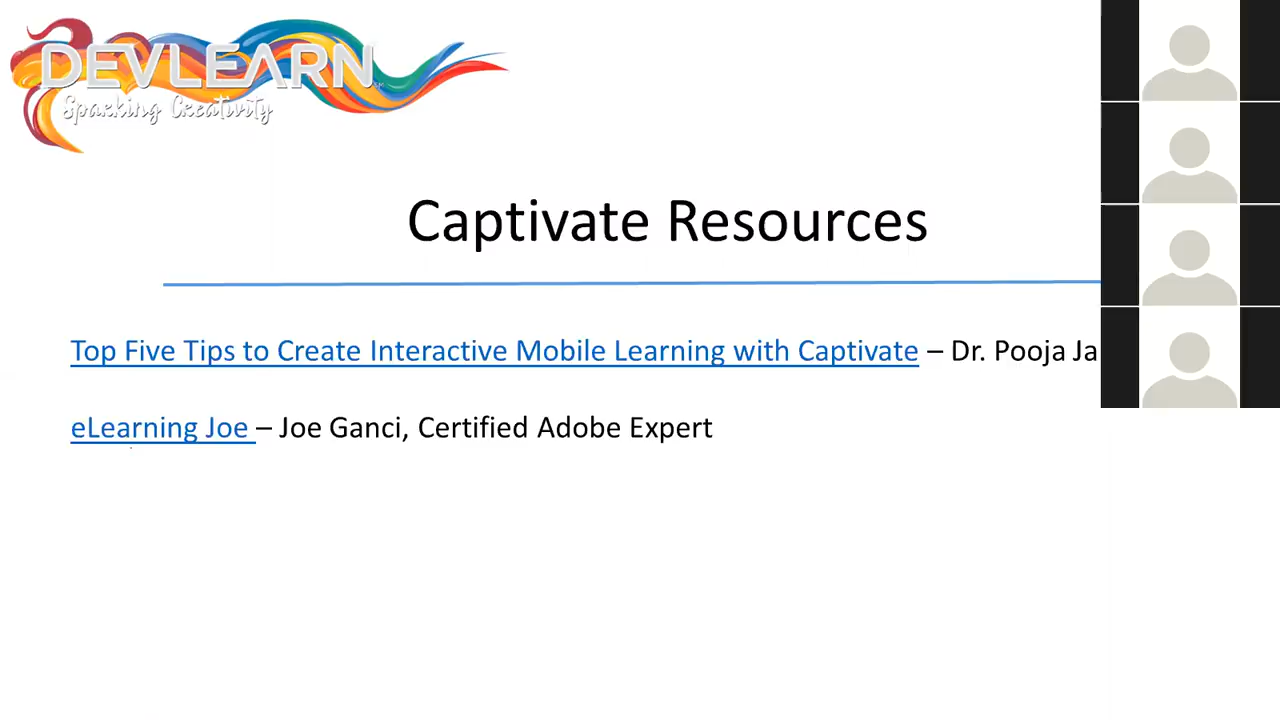 DEVLEARN
Sparking Creativity
Captivate Resources
Top Five Tips to Create Interactive Mobile Learning with Captivate – Dr. Pooja
eLearning Joe – Joe Ganci, Certified Adobe Expert